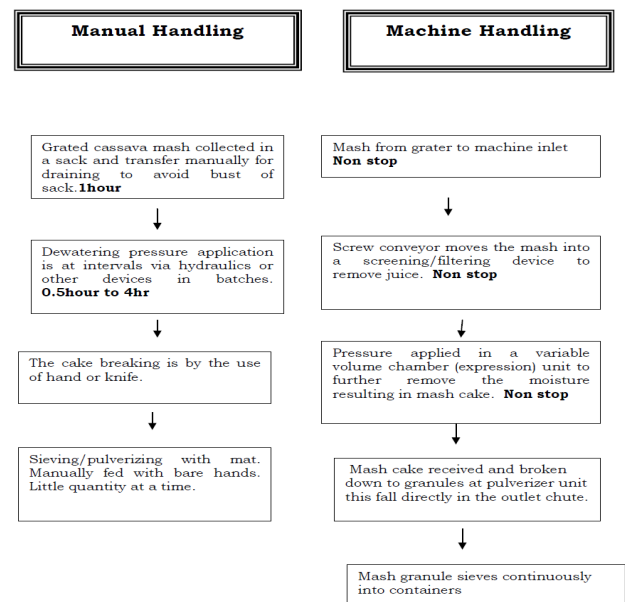 Manual Handling
Grated cassava mash collected in
a sack and transfer manually for
draining to avoid bust of
sack.1hour
Dewatering pressure application
is at intervals via hydraulics or
other devices in batches.
0.5hour to 4hr
The cake breaking is by the use
of hand or knife.
Sieving/pulverizing with mat.
Manually fed with bare hands.
Little quantity at a time.
Machine Handling
Mash from grater to machine inlet
Non stop
Screw conveyor moves the mash into
a screening/filtering device to
remove juice. Non stop
Pressure applied in a variable
volume chamber (expression) unit to
further remove the moisture
resulting in mash cake. Non stop
Mash cake received and broken
down to granules at pulverizer unit
this fall directly in the outlet chute.
Mash granule sieves continuously
into containers